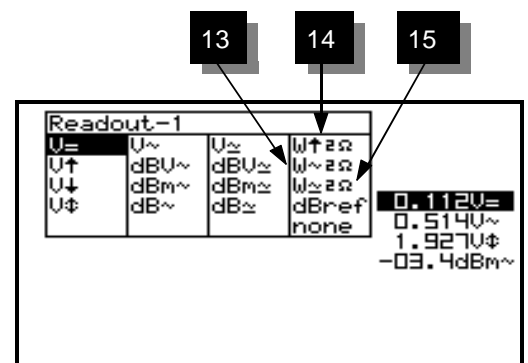 13 14 15
Readout-1
V= V~ V≃ W↑2Ω
V↑ dBV~ dBV≃ W~2Ω
V↓ dBm~ dBm≃ W≃2Ω
V⇕ dB~ dB≃ dBref
none
0.112V=
0.514V~
1.927V⇕
-03.4dBm~